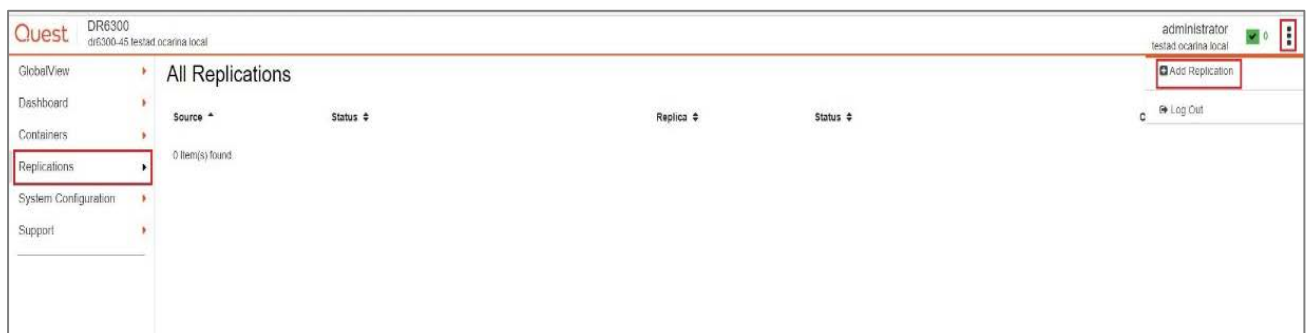 Quest
DR6300
dr6300-45 testad ocarina local
administrator
testad ocarina local
0
GlobalView
Dashboard
Containers
Replications
System Configuration
Support
All Replications
Source Status Replica Status C
0 Item(s) found
Add Replication
Log Out